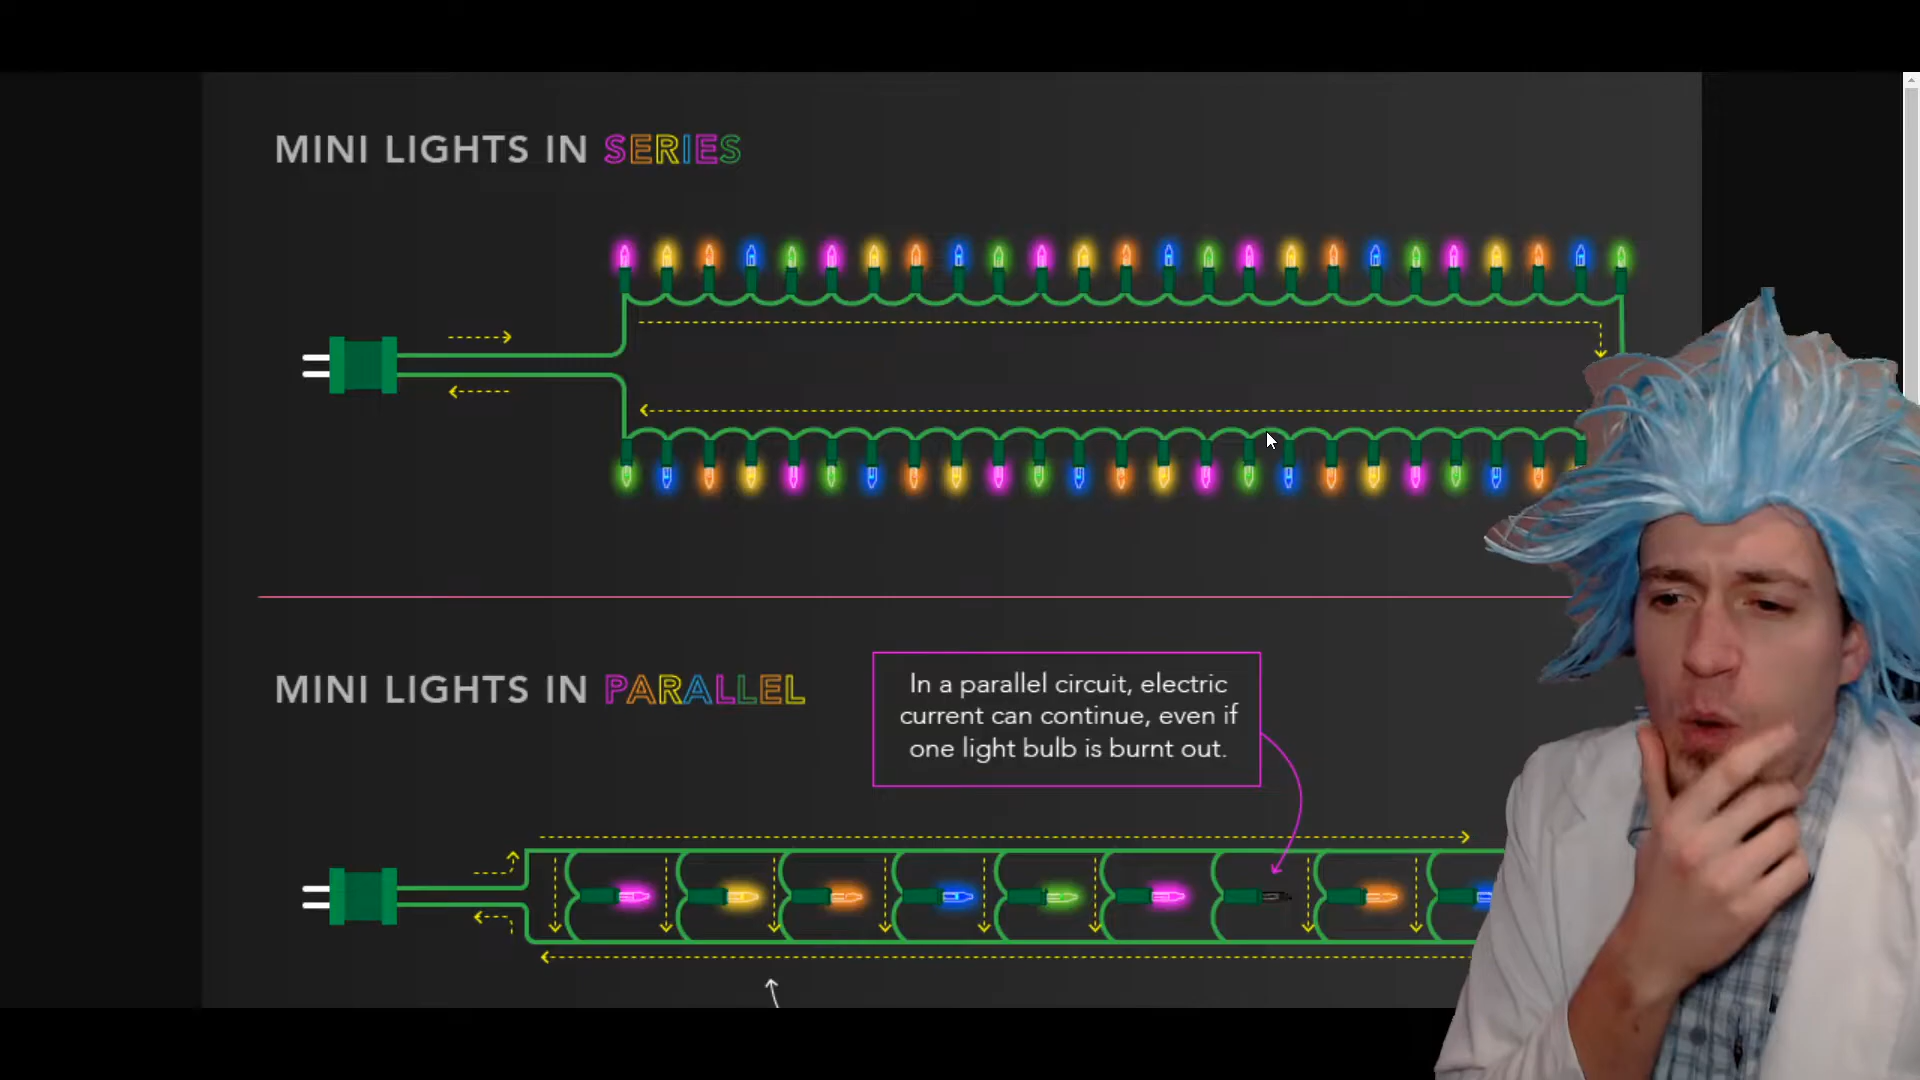 MINI LIGHTS IN SERIES
MINI LIGHTS IN PARALLEL
In a parallel circuit, electric
current can continue, even if
one light bulb is burnt out.